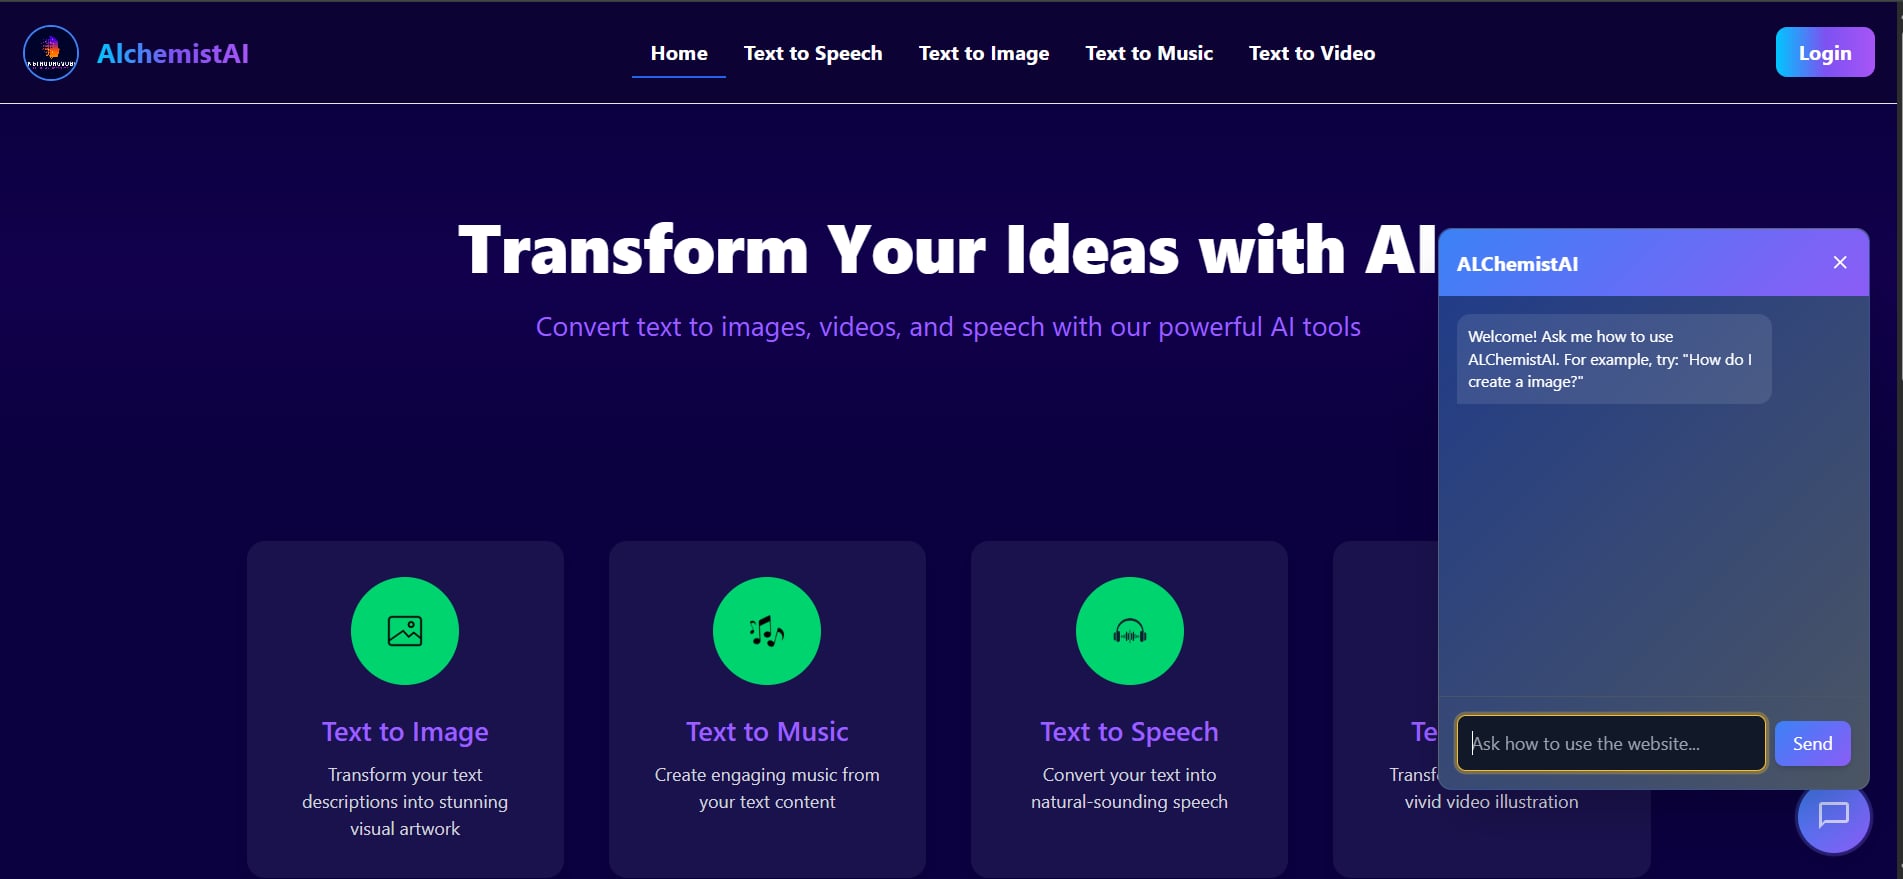 AlchemistAI
Home
Text to Speech
Text to Image
Text to Music
Text to Video
Login
Transform Your Ideas with AI
Convert text to images, videos, and speech with our powerful AI tools
Text to Image
Transform your text
descriptions into stunning
visual artwork
Text to Music
Create engaging music from
your text content
Text to Speech
Convert your text into
natural-sounding speech
Te
Transf
vivid video illustration
ALChemistAI
Welcome! Ask me how to use
ALChemistAI. For example, try: "How do I
create a image?"
Ask how to use the website...
Send